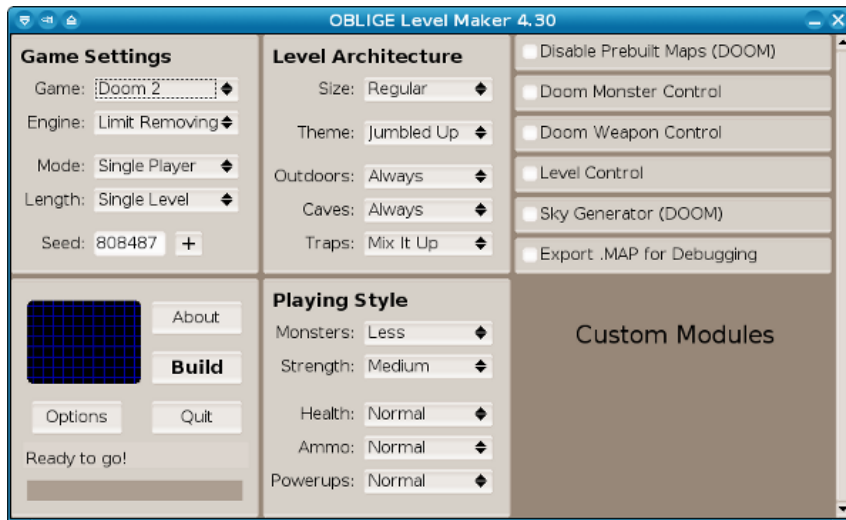 OBLIGE Level Maker 4.30
Game Settings
Game: Doom 2
Engine: Limit Removing
Mode: Single Player
Length: Single Level
Seed: 808487 +
About
Build
Options
Quit
Ready to go!
Level Architecture
Size: Regular
Theme: Jumbled Up
Outdoors: Always
Caves: Always
Traps: Mix It Up
Playing Style
Monsters: Less
Strength: Medium
Health: Normal
Ammo: Normal
Powerups: Normal
Disable Prebuilt Maps (DOOM)
Doom Monster Control
Doom Weapon Control
Level Control
Sky Generator (DOOM)
Export .MAP for Debugging
Custom Modules